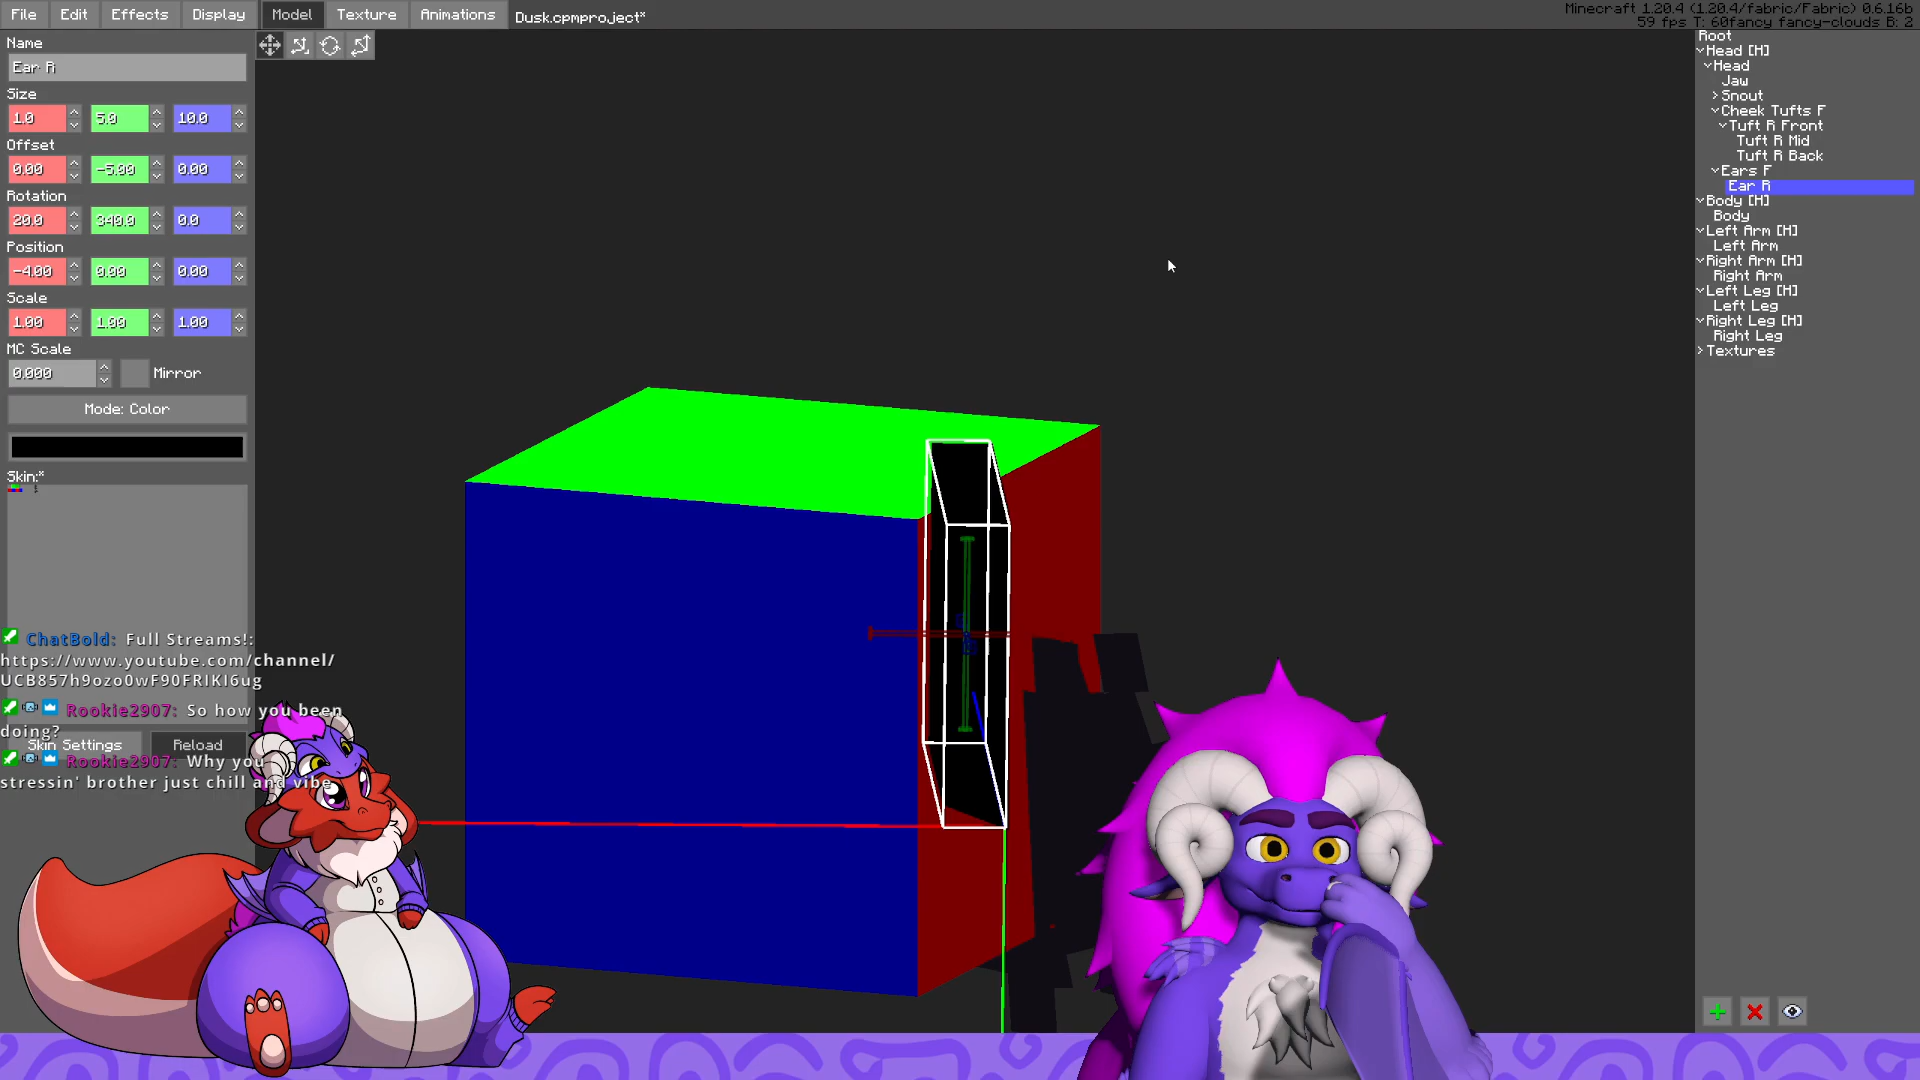 File Edit Effects Display Model Texture Animations Dusk.cpmproject*
Minecraft 1.20.4 (1.20.4/fabric/Fabric) 0.6.16b
59 fps T: 60fancy fancy-clouds B: 2
Name
Ear R
Size
1.0 5.0 10.0
Offset
0.00 -5.00 0.00
Rotation
20.0 349.9 0.0
Position
-4.00 0.00 0.00
Scale
1.00 1.00 1.00
MC Scale
0.000 Mirror
Mode: Color
Skin:*
ChatBold: Full Streams!:
https://www.youtube.com/channel/
UCB857h9ozo0wF90FRIKI6ug
Rookie2907: So how you been
doing?
Skin Settings Reload
Rookie2907: Why you
stressin' brother just chill and vibe
Root
Head [H]
Head
Jaw
Snout
Cheek Tufts F
Tuft R Front
Tuft R Mid
Tuft R Back
Ears F
Ear R
Body [H]
Body
Left Arm [H]
Left Arm
Right Arm [H]
Right Arm
Left Leg [H]
Left Leg
Right Leg [H]
Right Leg
Textures